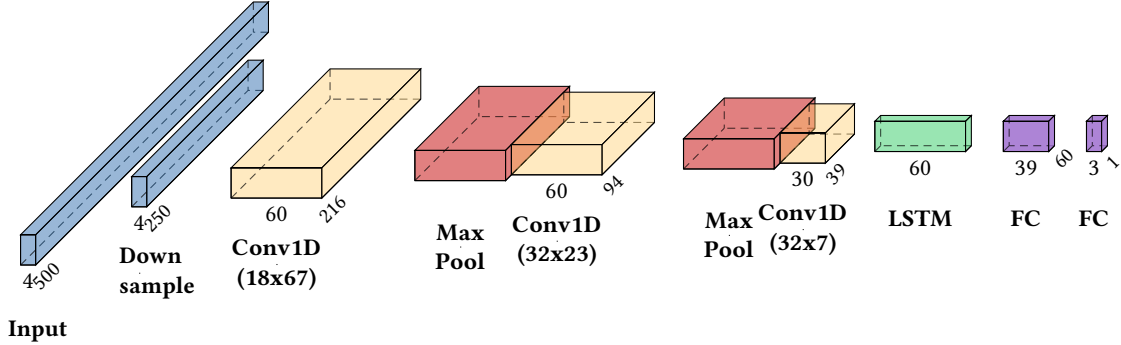 4
500
Input
4
250
Down
sample
60
216
Conv1D
(18x67)
Max
Pool
60
94
Conv1D
(32x23)
Max
Pool
30
39
Conv1D
(32x7)
60
LSTM
39
60
FC
3
1
FC